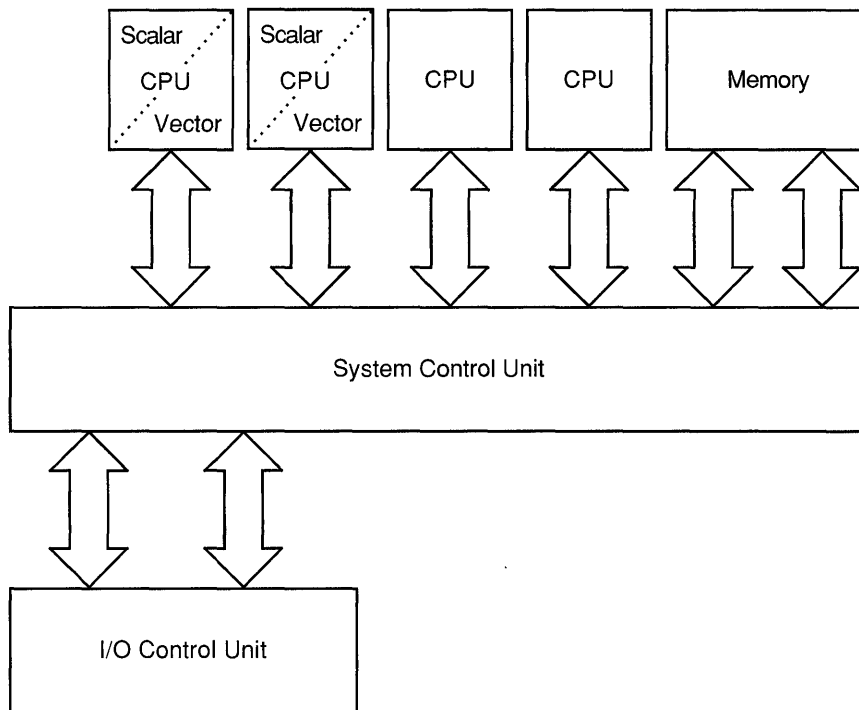 Scalar
CPU
Vector
Scalar
CPU
Vector
CPU
CPU
Memory
System Control Unit
I/O Control Unit